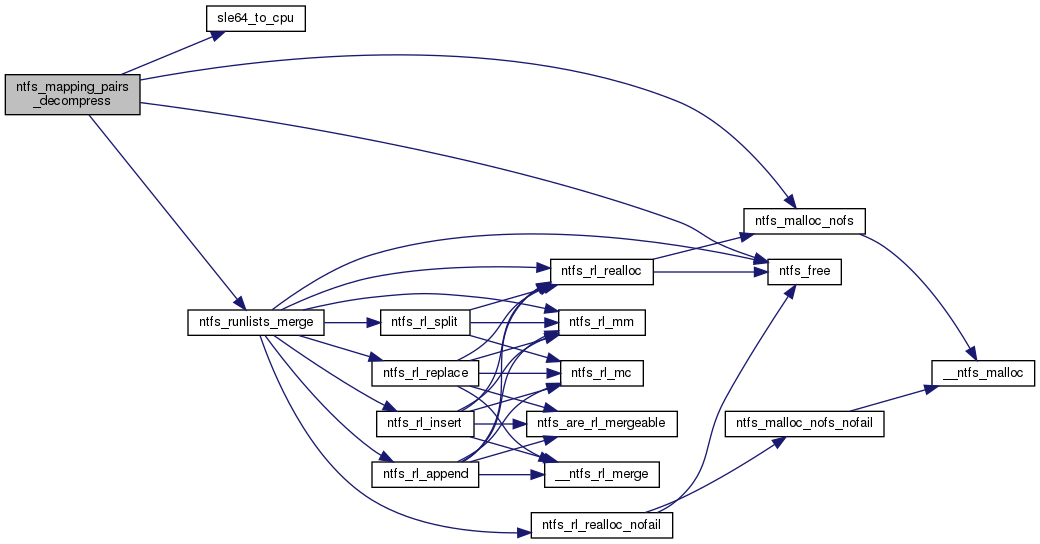 sle64_to_cpu
ntfs_mapping_pairs
_decompress
ntfs_malloc_nofs
ntfs_rl_realloc
ntfs_free
ntfs_runlists_merge
ntfs_rl_split
ntfs_rl_mm
ntfs_rl_replace
ntfs_rl_mc
__ntfs_malloc
ntfs_rl_insert
ntfs_are_rl_mergeable
ntfs_malloc_nofs_nofail
ntfs_rl_append
__ntfs_rl_merge
ntfs_rl_realloc_nofail